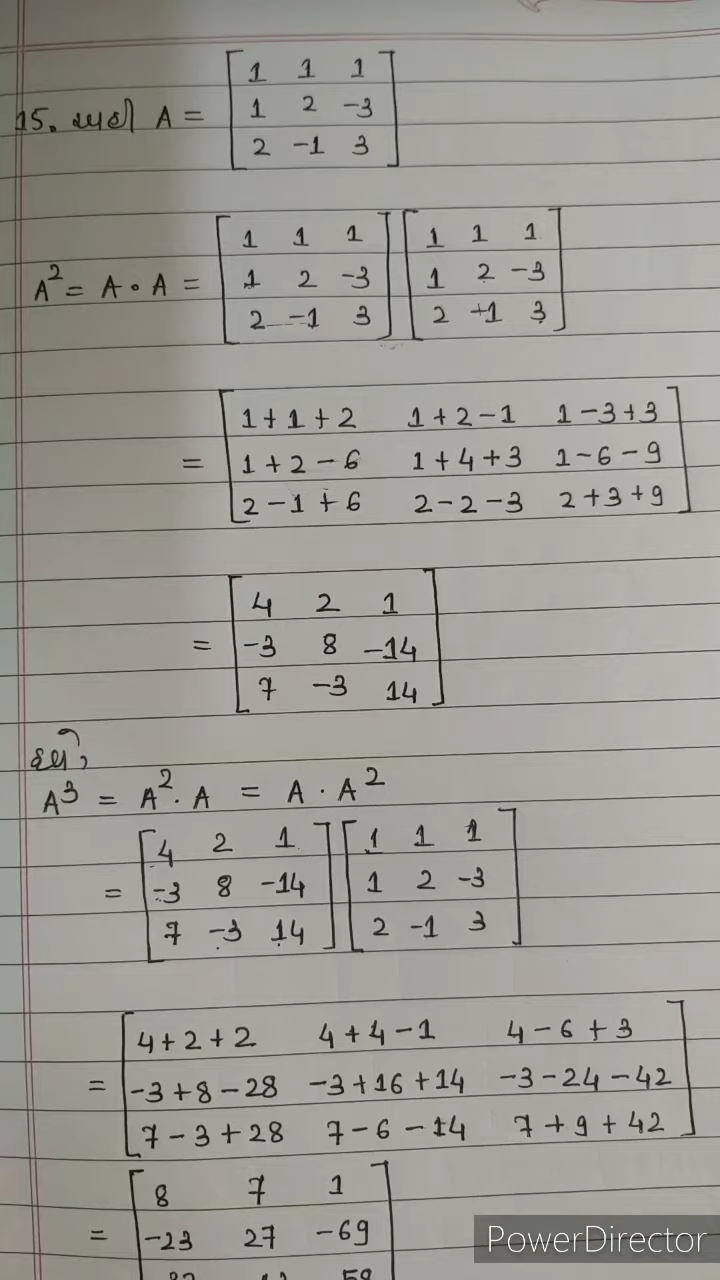 15. અહીં A = [ 1 1 1
1 2 -3
2 -1 3 ]
A² = A · A = [ 1 1 1 [ 1 1 1
1 2 -3 1 2 -3
2 -1 3 ] 2 +1 3 ]
= [ 1+1+2 1+2-1 1-3+3
1+2-6 1+4+3 1-6-9
2-1+6 2-2-3 2+3+9 ]
= [ 4 2 1
-3 8 -14
7 -3 14 ]
હવે,
A³ = A² · A = A · A²
= [ 4 2 1 [ 1 1 1
-3 8 -14 1 2 -3
7 -3 14 ] 2 -1 3 ]
= [ 4+2+2 4+4-1 4-6+3
-3+8-28 -3+16+14 -3-24-42
7-3+28 7-6-14 7+9+42 ]
= [ 8 7 1
-23 27 -69
PowerDirector